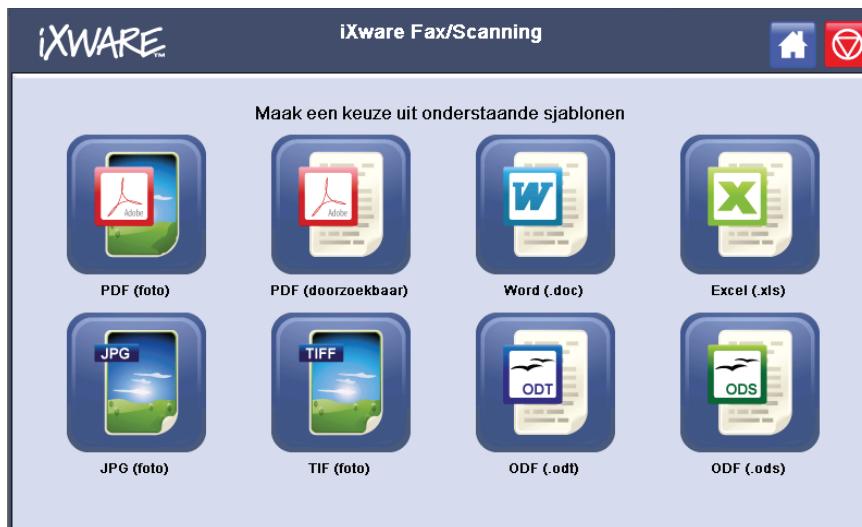 iXWARE™
iXware Fax/Scanning
Maak een keuze uit onderstaande sjablonen
Adobe
Adobe
W
X
PDF (foto)
PDF (doorzoekbaar)
Word (.doc)
Excel (.xls)
JPG
TIFF
ODT
ODS
JPG (foto)
TIF (foto)
ODF (.odt)
ODF (.ods)